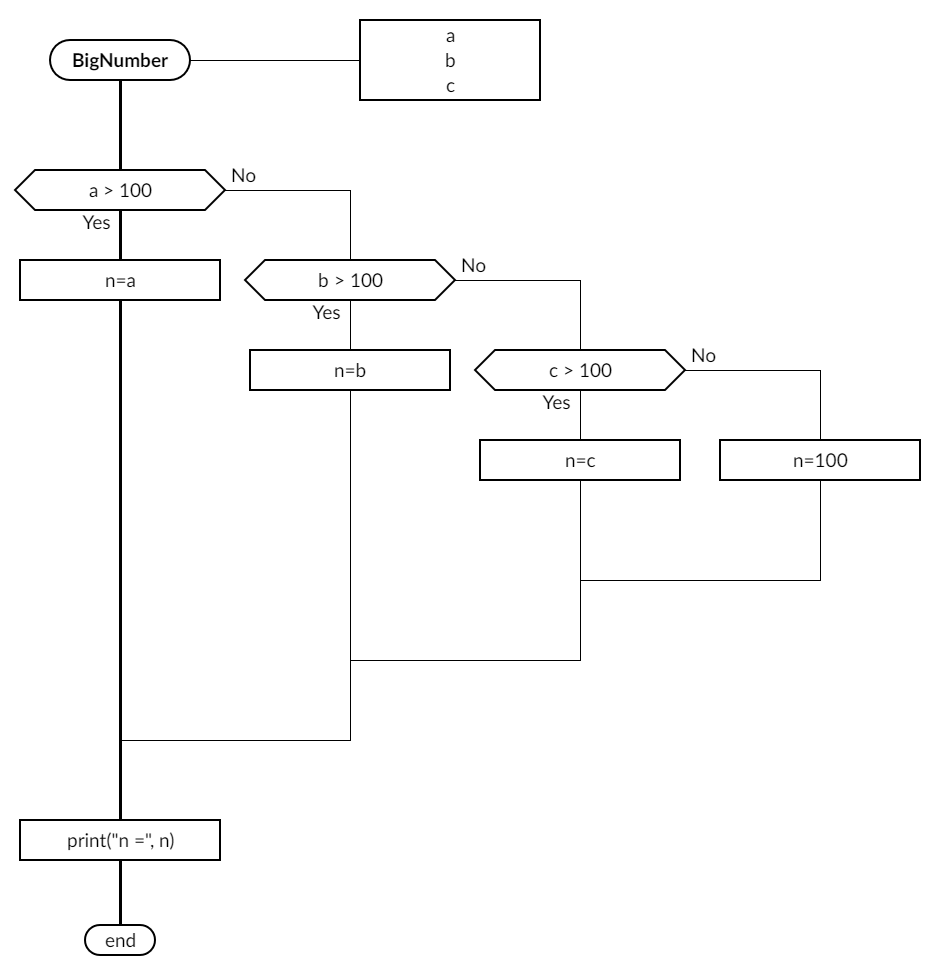 BigNumber
a
b
c
a > 100
No
Yes
n=a
b > 100
No
Yes
n=b
c > 100
No
Yes
n=c
n=100
print("n =", n)
end